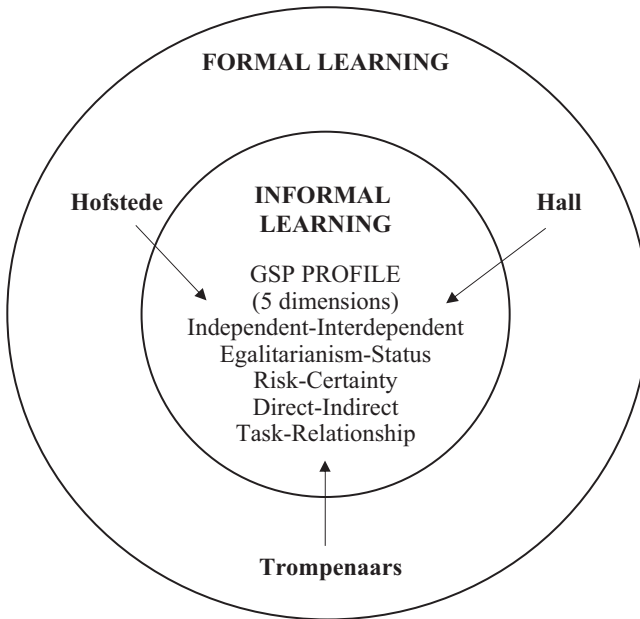 FORMAL LEARNING
Hofstede
Hall
INFORMAL
LEARNING
GSP PROFILE
(5 dimensions)
Independent-Interdependent
Egalitarianism-Status
Risk-Certainty
Direct-Indirect
Task-Relationship
Trompenaars